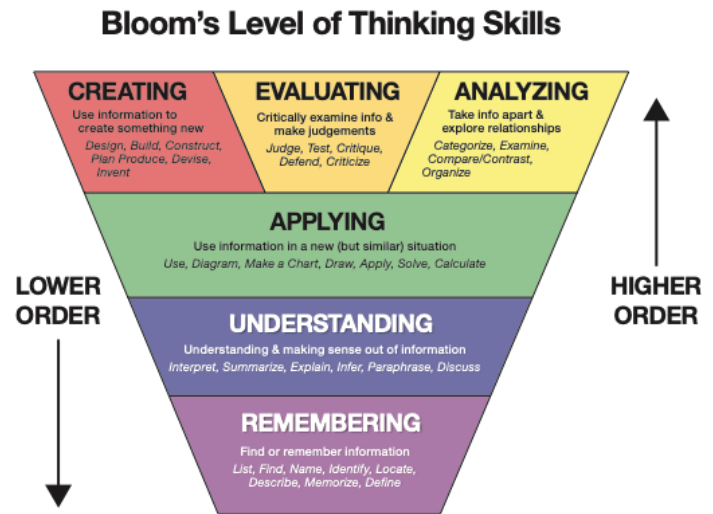 Bloom's Level of Thinking Skills
CREATING
Use information to
create something new
Design, Build, Construct,
Plan Produce, Devise,
Invent
EVALUATING
Critically examine info &
make judgements
Judge, Test, Critique,
Defend, Criticize
ANALYZING
Take info apart &
explore relationships
Categorize, Examine,
Compare/Contrast,
Organize
APPLYING
Use information in a new (but similar) situation
Use, Diagram, Make a Chart, Draw, Apply, Solve, Calculate
LOWER
ORDER
HIGHER
ORDER
UNDERSTANDING
Understanding & making sense out of information
Interpret, Summarize, Explain, Infer, Paraphrase, Discuss
REMEMBERING
Find or remember information
List, Find, Name, Identify, Locate,
Describe, Memorize, Define